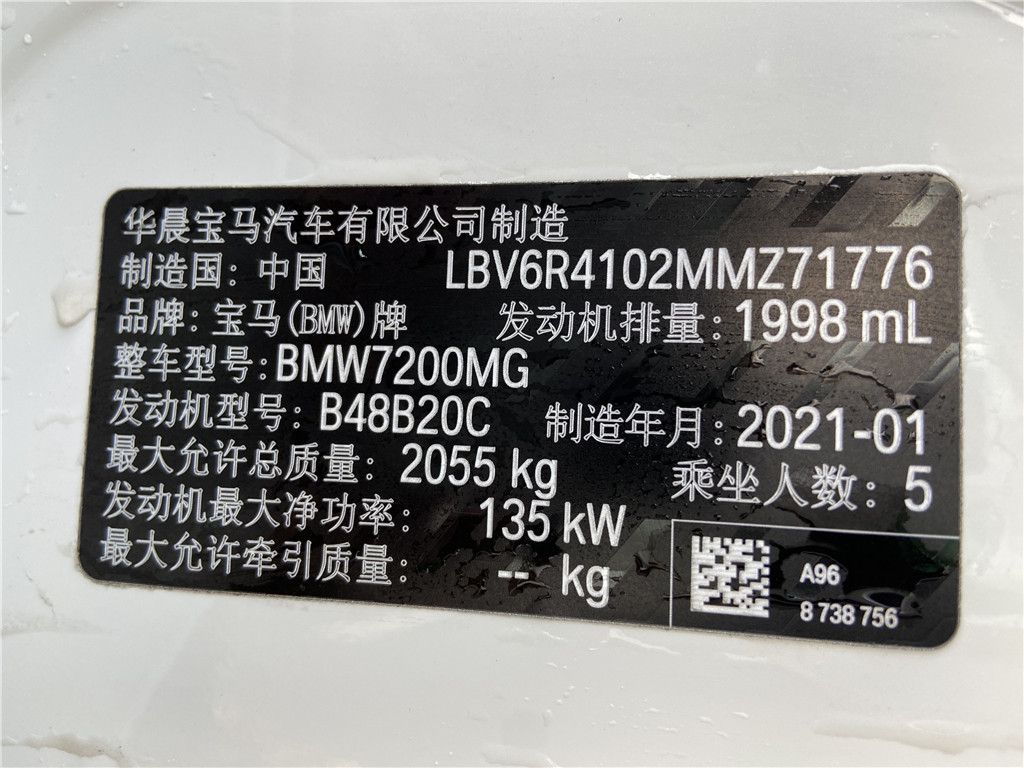 华晨宝马汽车有限公司制造
制造国：中国 LBV6R4102MMZ71776
品牌：宝马(BMW)牌 发动机排量：1998 mL
整车型号：BMW7200MG
发动机型号：B48B20C 制造年月：2021-01
最大允许总质量：2055 kg 乘坐人数：5
发动机最大净功率：135 kW
最大允许牵引质量：-- kg
A96
8 738 756